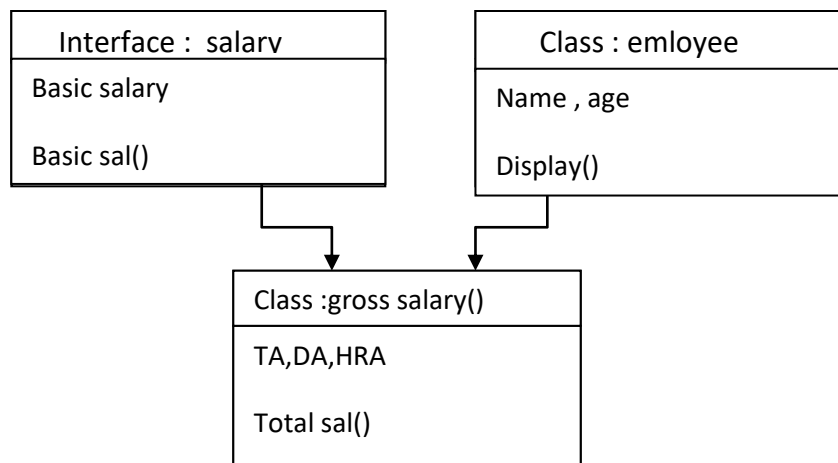 Interface :  salary
Basic salary
Basic sal()
Class : emloyee
Name , age
Display()
Class :gross salary()
TA,DA,HRA
Total sal()